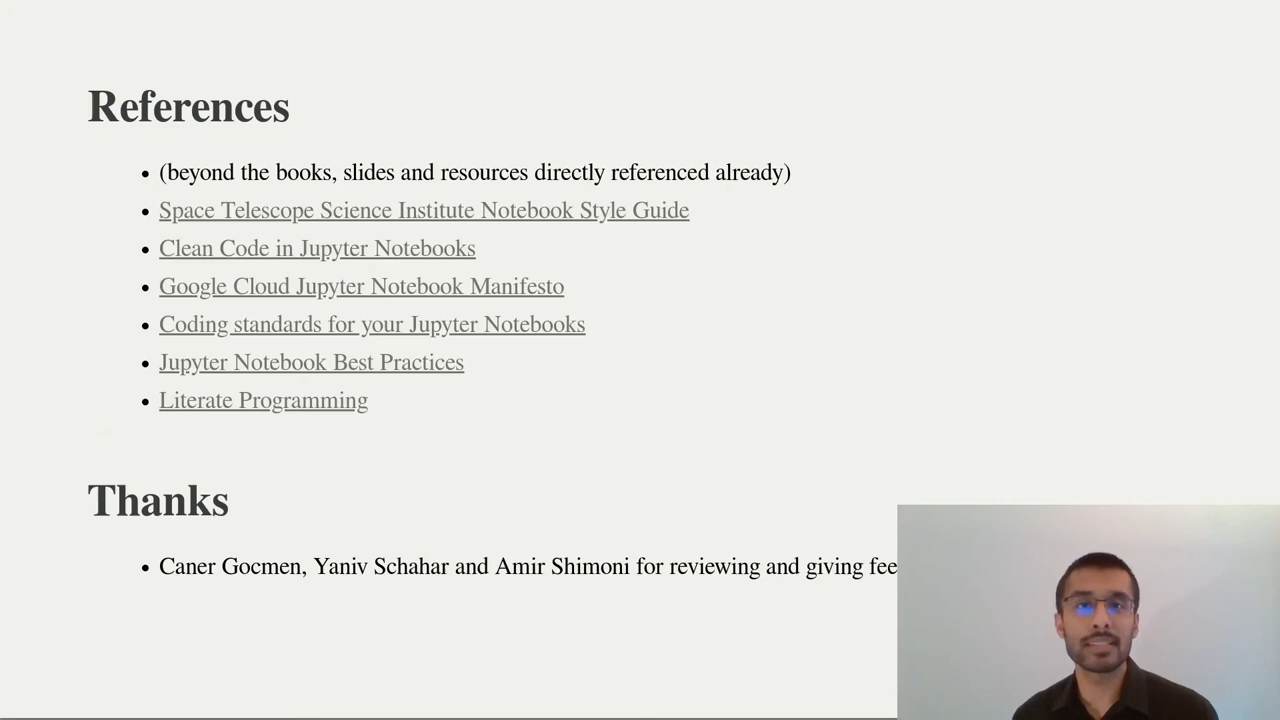 References
(beyond the books, slides and resources directly referenced already)
Space Telescope Science Institute Notebook Style Guide
Clean Code in Jupyter Notebooks
Google Cloud Jupyter Notebook Manifesto
Coding standards for your Jupyter Notebooks
Jupyter Notebook Best Practices
Literate Programming
Thanks
Caner Gocmen, Yaniv Schahar and Amir Shimoni for reviewing and giving fee